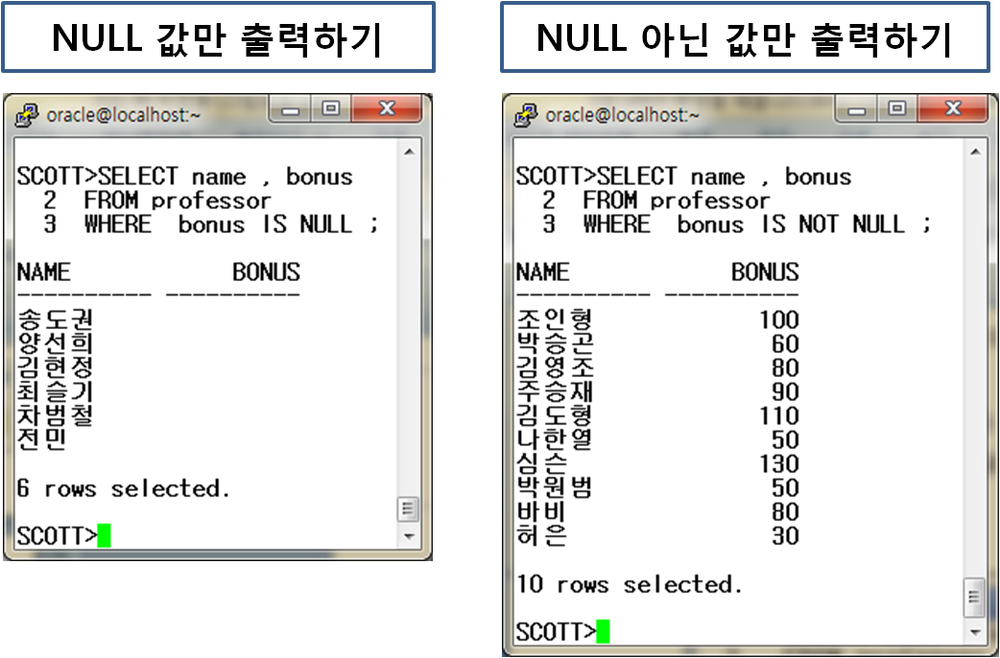 NULL 값만 출력하기
oracle@localhost:~
SCOTT>SELECT name , bonus
2 FROM professor
3 WHERE bonus IS NULL ;
NAME BONUS
---------- ----------
송도권
양선희
김현정
최슬기
차범철
전민
6 rows selected.
SCOTT>
NULL 아닌 값만 출력하기
oracle@localhost:~
SCOTT>SELECT name , bonus
2 FROM professor
3 WHERE bonus IS NOT NULL ;
NAME BONUS
---------- ----------
조인형 100
박승곤 60
김영조 80
주승재 90
김도형 110
나한열 50
심슨 130
박원범 50
바비 80
허은 30
10 rows selected.
SCOTT>